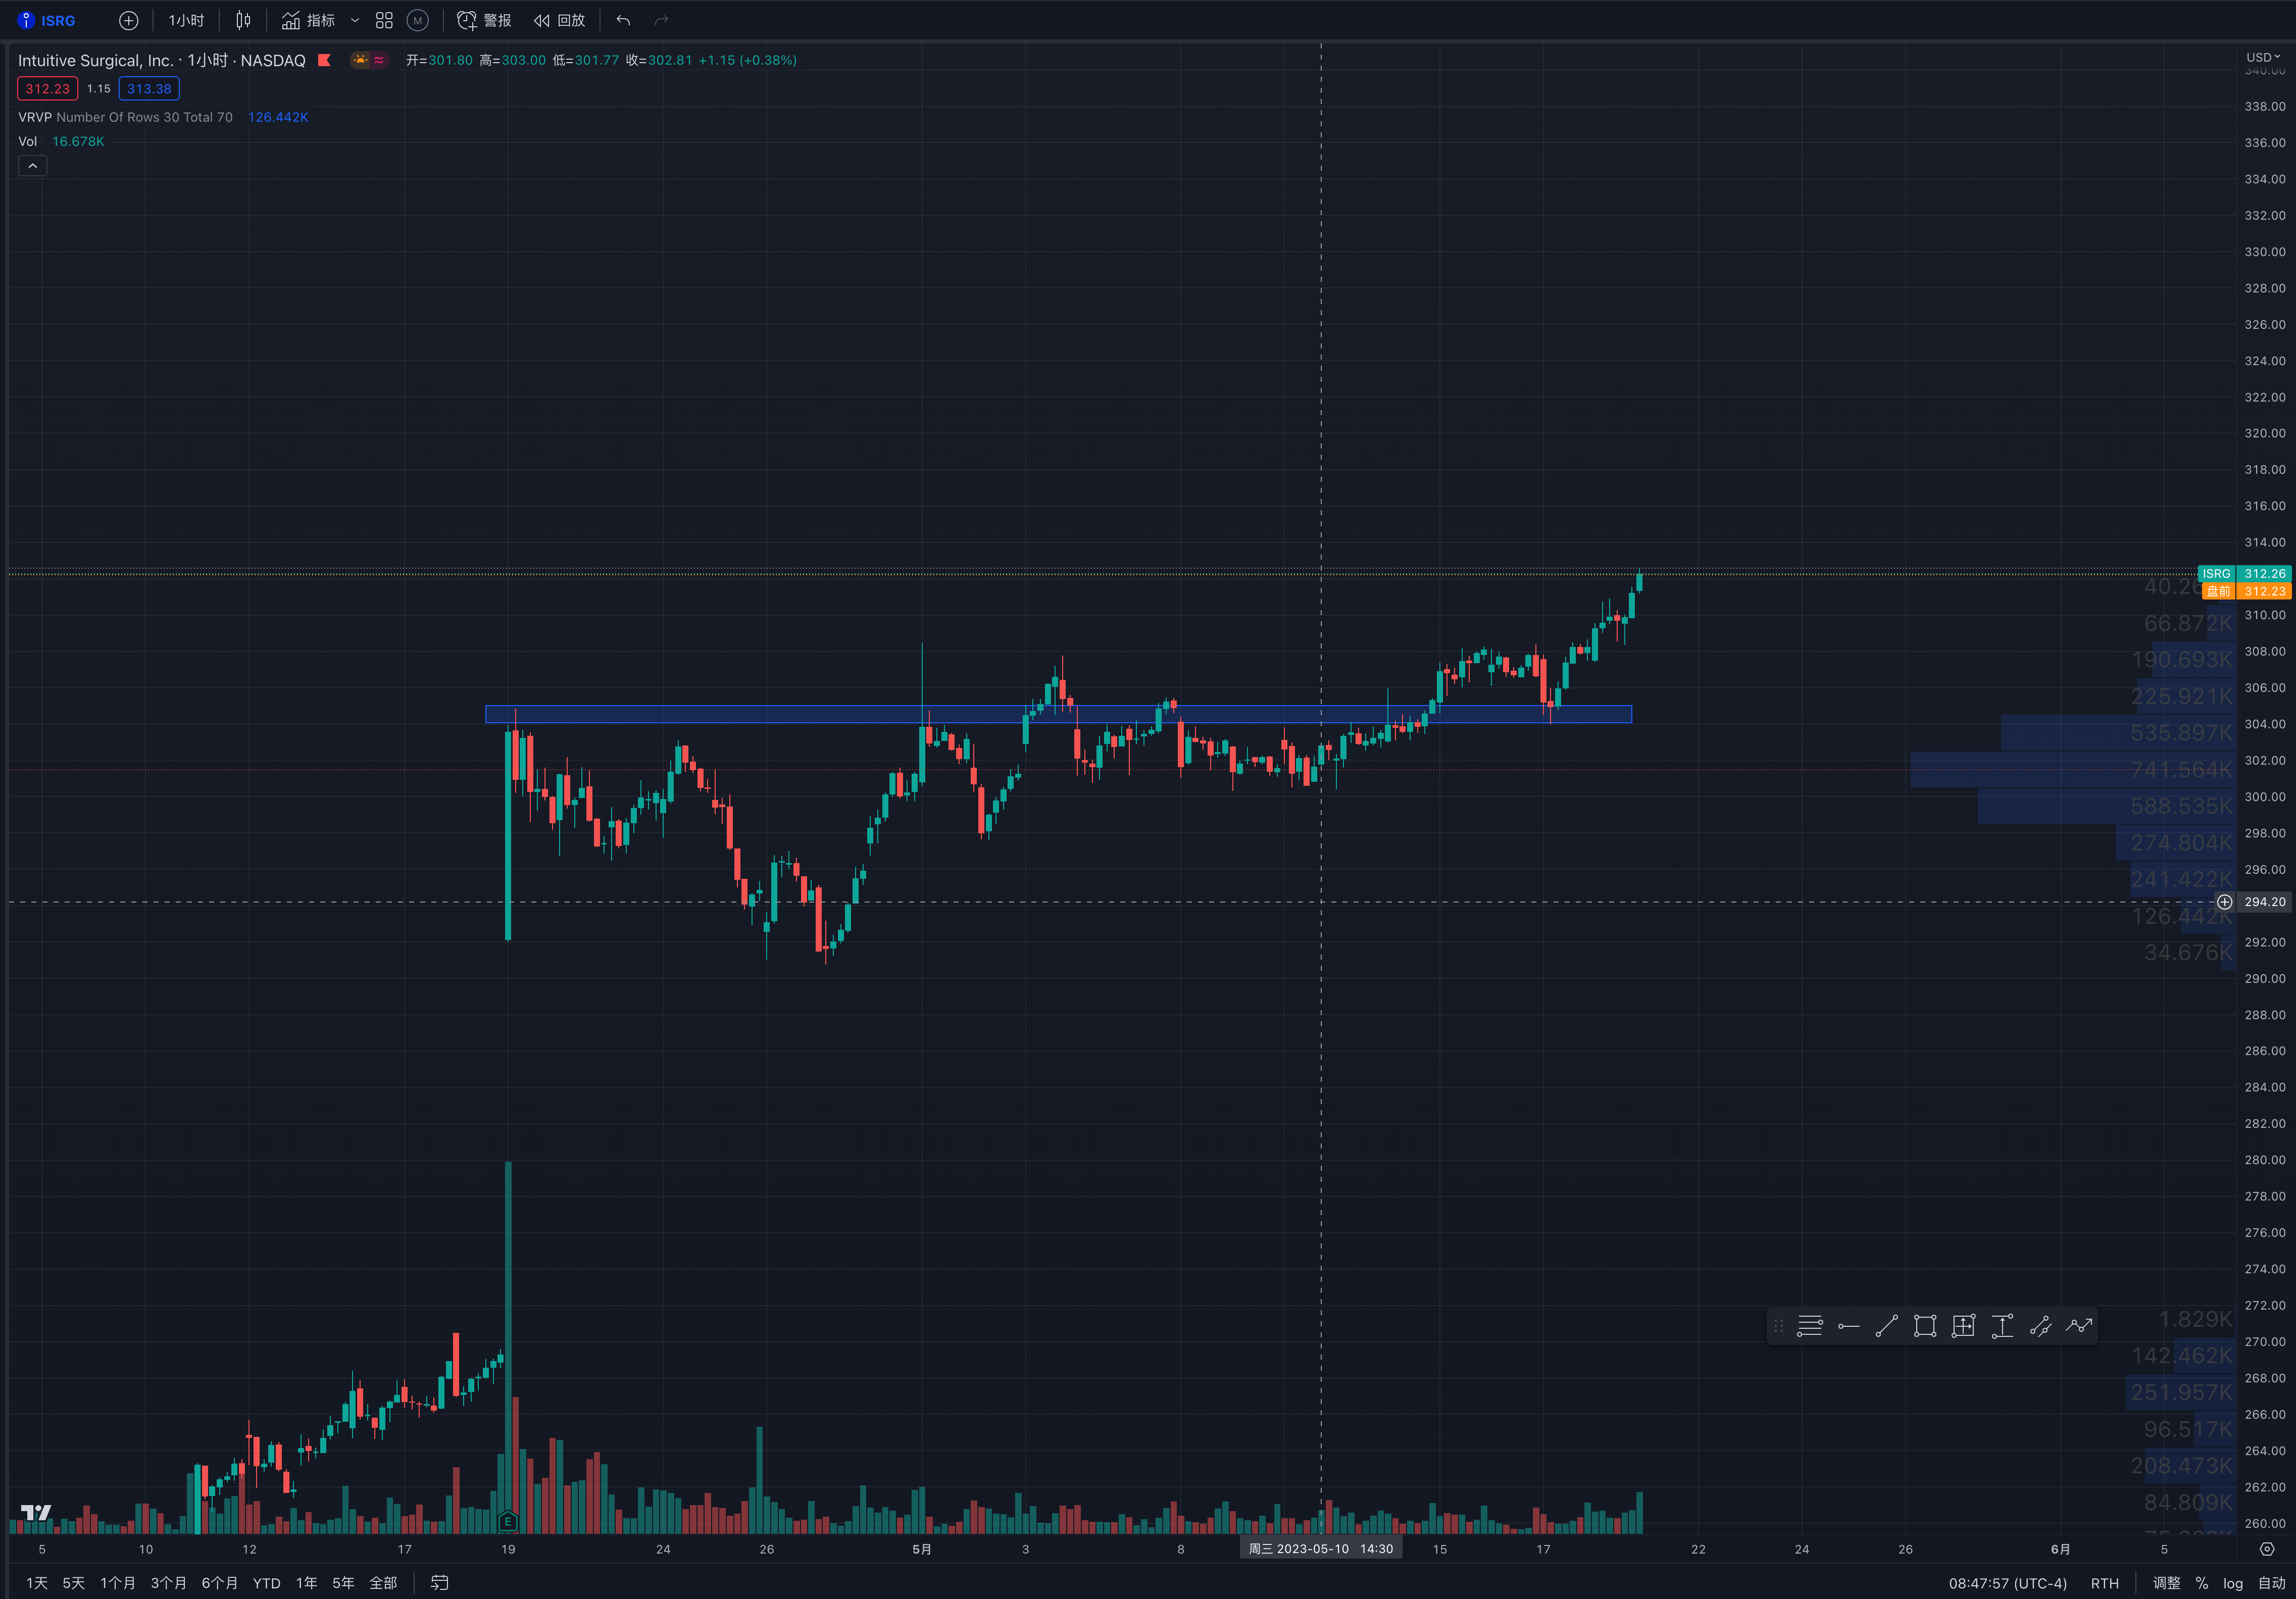 ISRG 1小时 指标 M 警报 回放
Intuitive Surgical, Inc. · 1小时 · NASDAQ 开=301.80 高=303.00 低=301.77 收=302.81 +1.15 (+0.38%)
USD
312.23 1.15 313.38
VRVP Number Of Rows 30 Total 70 126.442K
Vol 16.678K
340.00
338.00
336.00
334.00
332.00
330.00
328.00
326.00
324.00
322.00
320.00
318.00
316.00
314.00
ISRG 312.26
盘前 312.23
66.872K
310.00
190.693K
308.00
225.921K
306.00
535.897K
304.00
741.564K
302.00
588.535K
300.00
274.804K
298.00
241.422K
296.00
294.20
126.442K
292.00
34.676K
290.00
288.00
286.00
284.00
282.00
280.00
278.00
276.00
274.00
272.00
1.829K
270.00
142.462K
268.00
251.957K
266.00
96.517K
264.00
208.473K
262.00
84.809K
260.00
E
5 10 12 17 19 24 26 5月 3 8 周三 2023-05-10 14:30 15 17 22 24 26 6月 5
1天 5天 1个月 3个月 6个月 YTD 1年 5年 全部 08:47:57 (UTC-4) RTH 调整 % log 自动